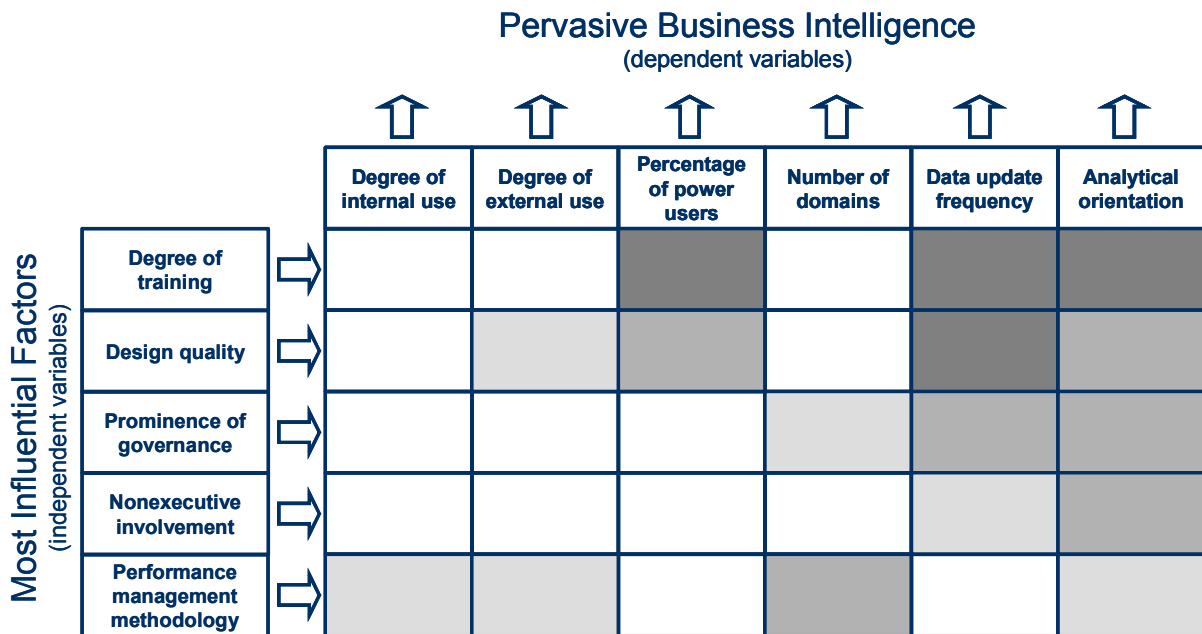 Pervasive Business Intelligence
(dependent variables)
Degree of
internal use
Degree of
external use
Percentage
of power
users
Number of
domains
Data update
frequency
Analytical
orientation
Most Influential Factors
(independent variables)
Degree of
training
Design quality
Prominence of
governance
Nonexecutive
involvement
Performance
management
methodology